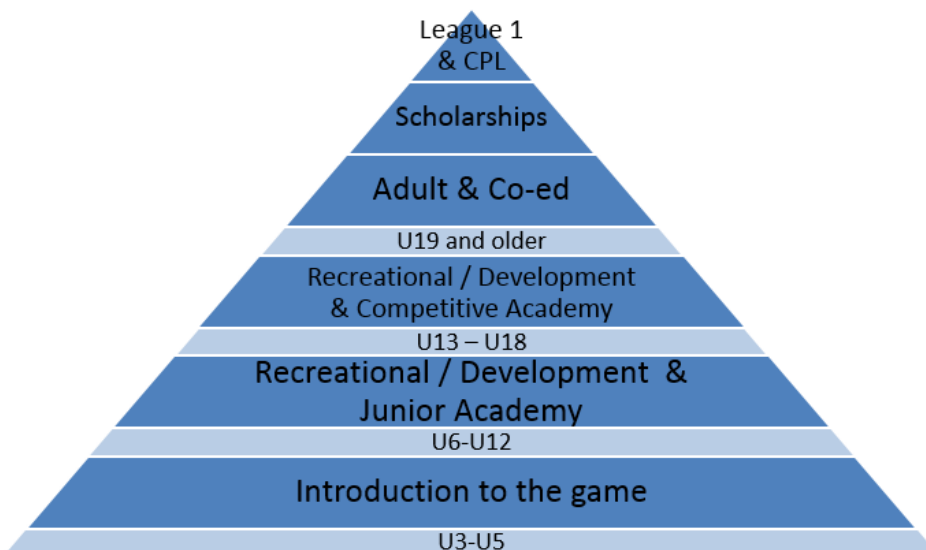 League 1
& CPL
Scholarships
Adult & Co-ed
U19 and older
Recreational / Development
& Competitive Academy
U13 – U18
Recreational / Development &
Junior Academy
U6-U12
Introduction to the game
U3-U5